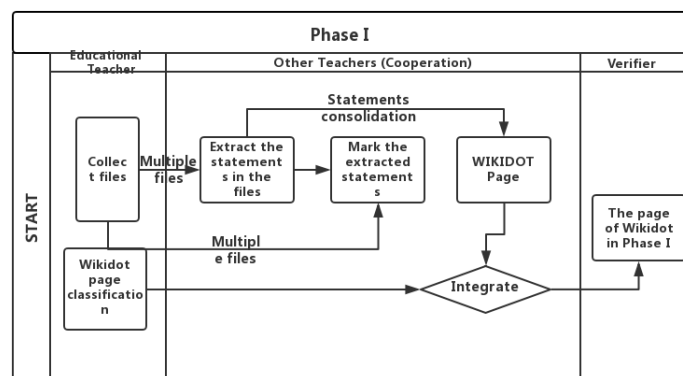 Phase I
Educational
Teacher
Other Teachers (Cooperation)
Verifier
START
Statements
consolidation
Collec
t files
Multiple
files
Extract the
statement
s in the
files
Mark the
extracted
statement
s
WIKIDOT
Page
The page
of Wikidot
in Phase I
Multipl
e files
Wikidot
page
classificatio
n
Integrate